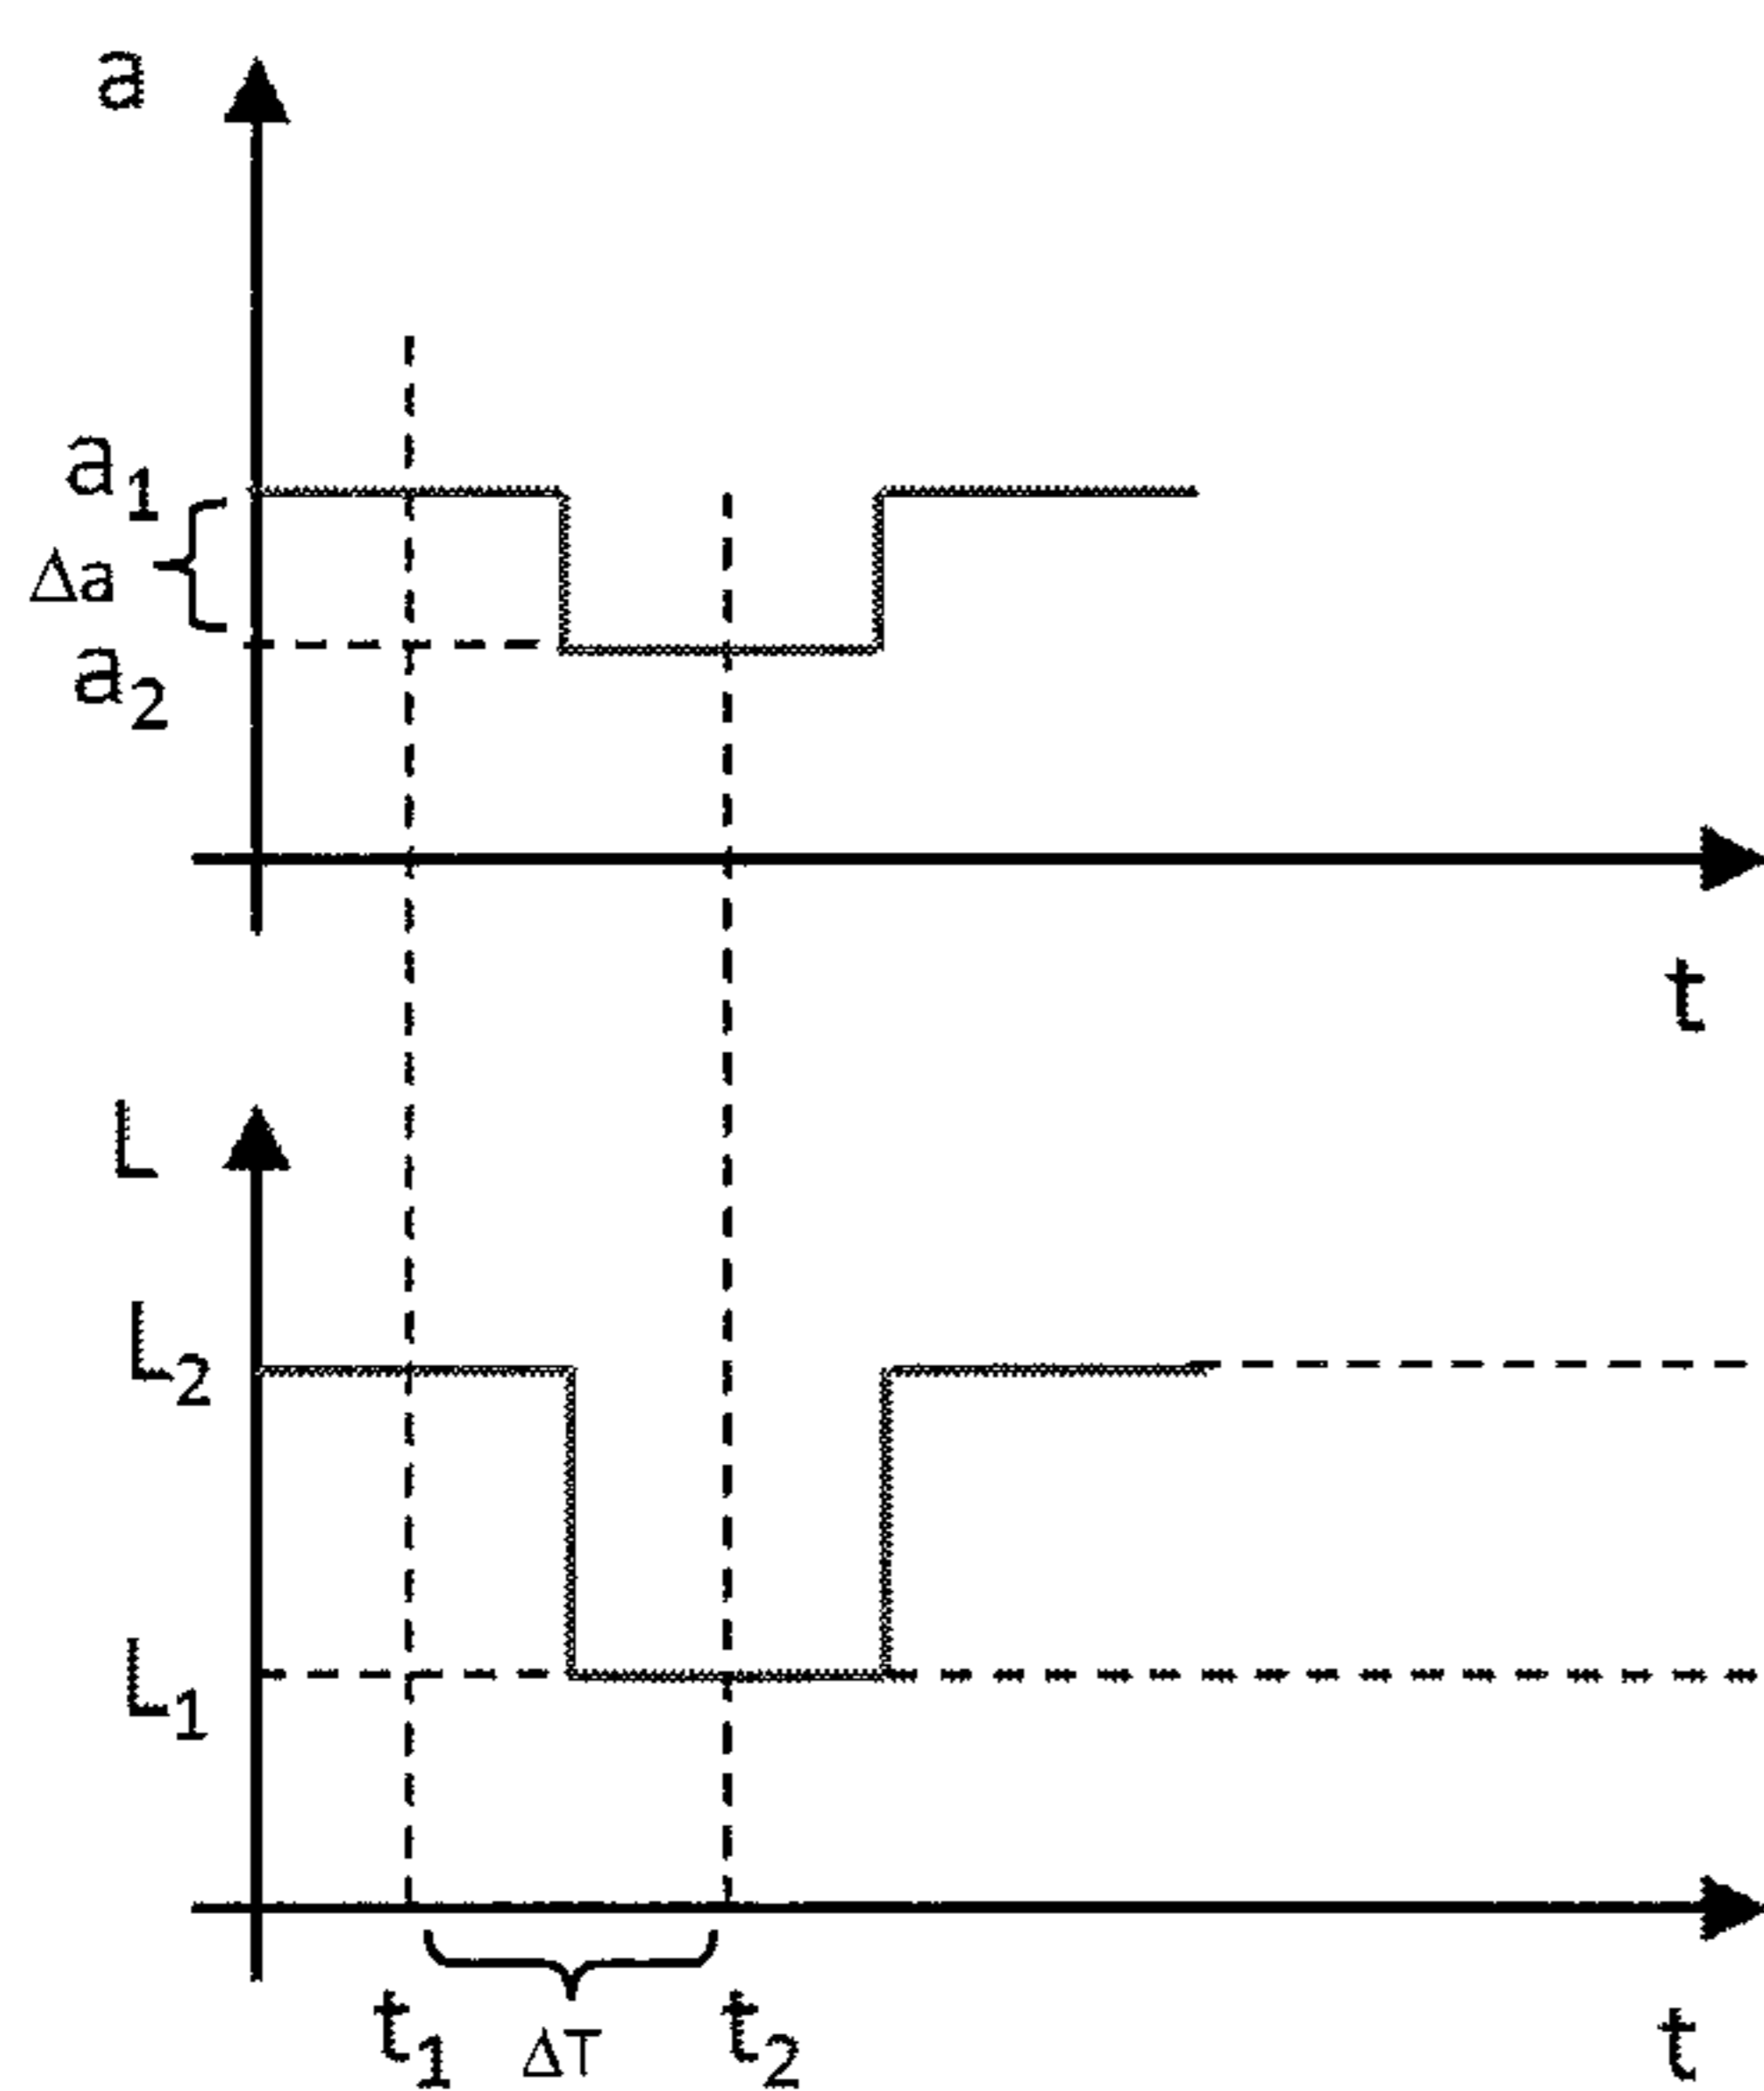 a
a₁
Δa
a₂
t
L
L₂
L₁
t₁ ΔT t₂ t